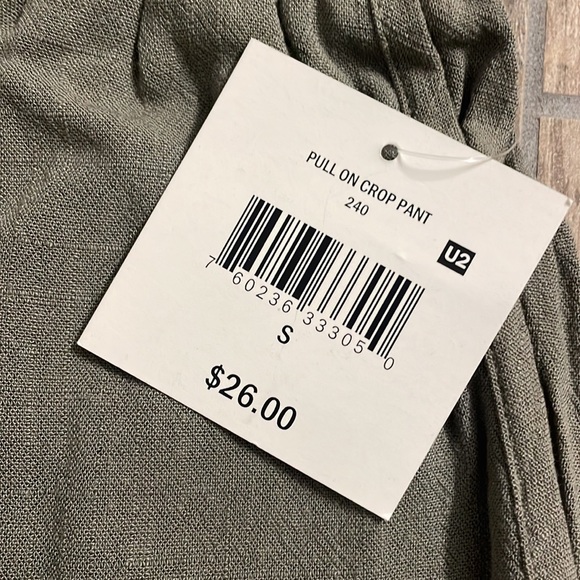 PULL ON CROP PANT
240
U2
7 60236 33305 0
S
$26.00